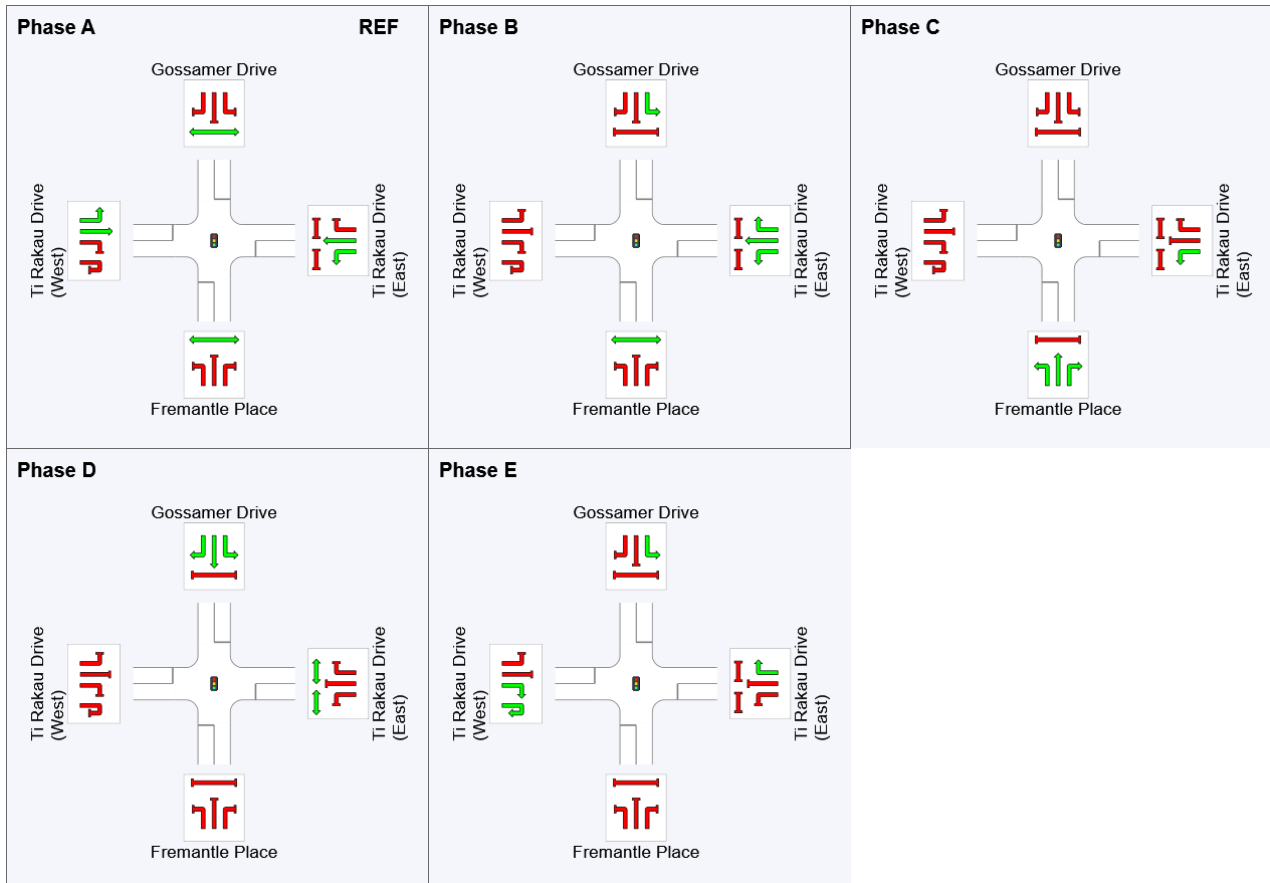 Phase A
REF
Gossamer Drive
Ti Rakau Drive
(West)
Ti Rakau Drive
(East)
Fremantle Place
Phase B
Gossamer Drive
Ti Rakau Drive
(West)
Ti Rakau Drive
(East)
Fremantle Place
Phase C
Gossamer Drive
Ti Rakau Drive
(West)
Ti Rakau Drive
(East)
Fremantle Place
Phase D
Gossamer Drive
Ti Rakau Drive
(West)
Ti Rakau Drive
(East)
Fremantle Place
Phase E
Gossamer Drive
Ti Rakau Drive
(West)
Ti Rakau Drive
(East)
Fremantle Place